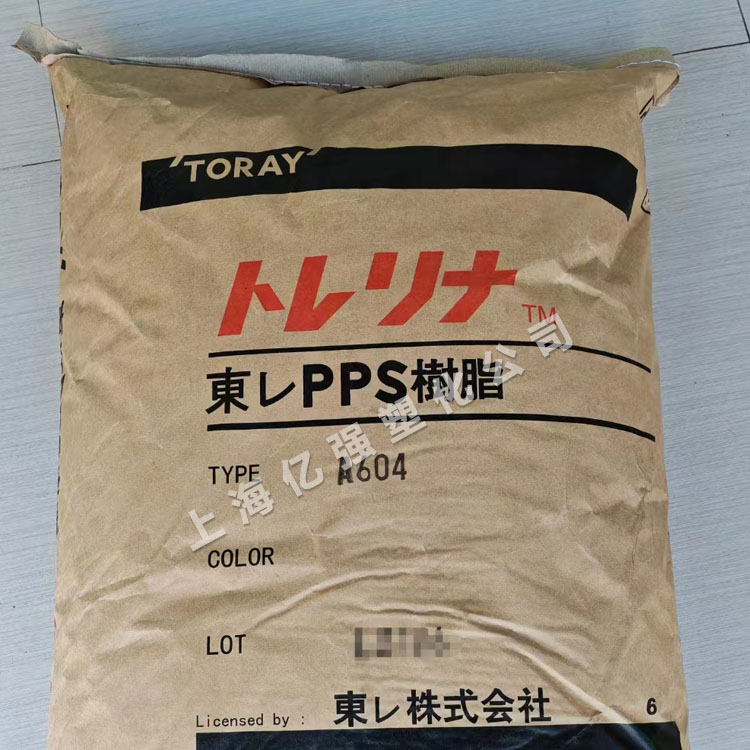 TORAY
トレリナ TM
東レPPS樹脂
TYPE A604
COLOR
LOT
Licensed by : 東レ株式会社 6
上海亿强塑化公司